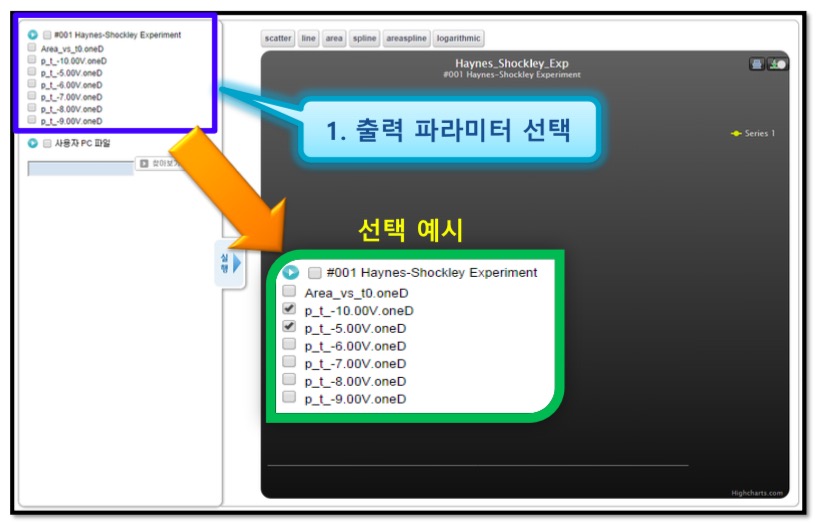 #001 Haynes-Shockley Experiment
Area_vs_t0.oneD
p_t_-10.00V.oneD
p_t_-5.00V.oneD
p_t_-6.00V.oneD
p_t_-7.00V.oneD
p_t_-8.00V.oneD
p_t_-9.00V.oneD
사용자 PC 파일
찾아보기
실행
scatter line area spline areaspline logarithmic
Haynes_Shockley_Exp
#001 Haynes-Shockley Experiment
Series 1
1. 출력 파라미터 선택
선택 예시
#001 Haynes-Shockley Experiment
Area_vs_t0.oneD
p_t_-10.00V.oneD
p_t_-5.00V.oneD
p_t_-6.00V.oneD
p_t_-7.00V.oneD
p_t_-8.00V.oneD
p_t_-9.00V.oneD
Highcharts.com